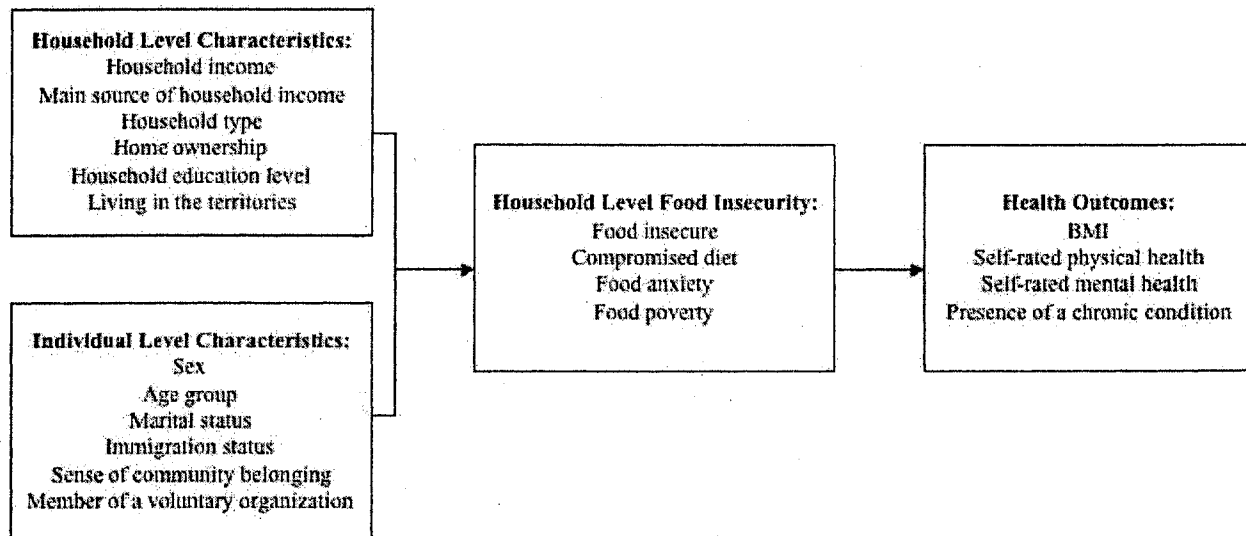 Household Level Characteristics:
Household income
Main source of household income
Household type
Home ownership
Household education level
Living in the territories
Individual Level Characteristics:
Sex
Age group
Marital status
Immigration status
Sense of community belonging
Member of a voluntary organization
Household Level Food Insecurity:
Food insecure
Compromised diet
Food anxiety
Food poverty
Health Outcomes:
BMI
Self-rated physical health
Self-rated mental health
Presence of a chronic condition